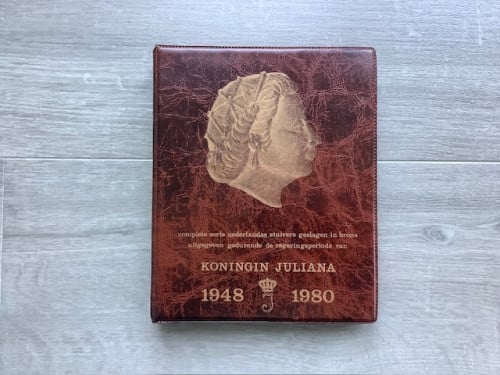 complete serie nederlandse stuivers geslagen in brons
uitgegeven gedurende de regeringsperiode van
KONINGIN JULIANA
1948 J 1980